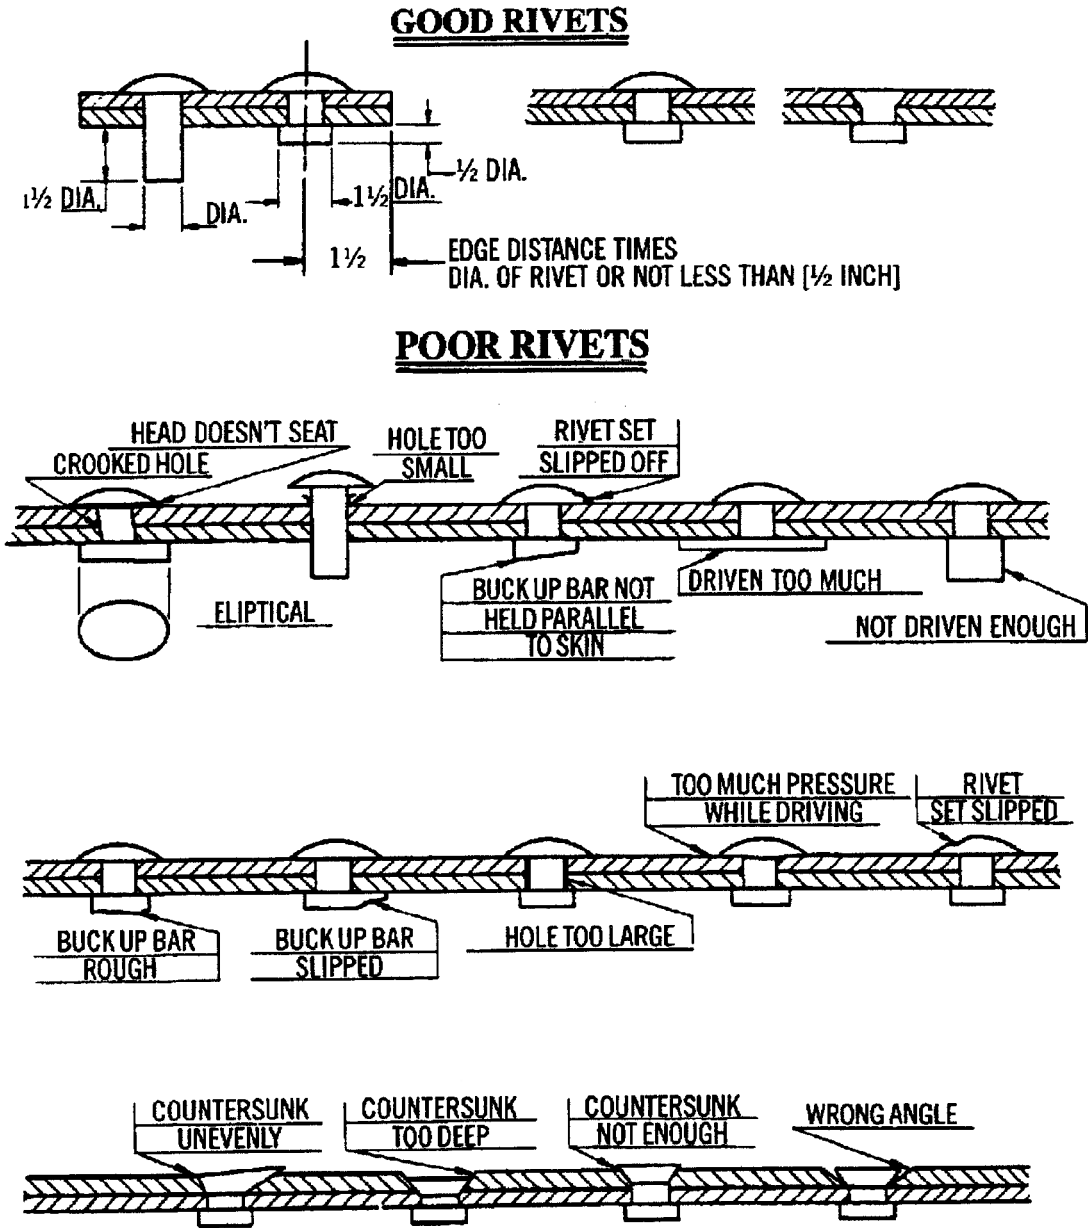 GOOD RIVETS
1½ DIA.
DIA.
½ DIA.
1½ DIA.
1½
EDGE DISTANCE TIMES
DIA. OF RIVET OR NOT LESS THAN [½ INCH]
POOR RIVETS
HEAD DOESN'T SEAT
CROOKED HOLE
HOLE TOO
SMALL
RIVET SET
SLIPPED OFF
ELIPTICAL
BUCK UP BAR NOT
HELD PARALLEL
TO SKIN
DRIVEN TOO MUCH
NOT DRIVEN ENOUGH
TOO MUCH PRESSURE
WHILE DRIVING
RIVET
SET SLIPPED
BUCK UP BAR
ROUGH
BUCK UP BAR
SLIPPED
HOLE TOO LARGE
COUNTERSUNK
UNEVENLY
COUNTERSUNK
TOO DEEP
COUNTERSUNK
NOT ENOUGH
WRONG ANGLE